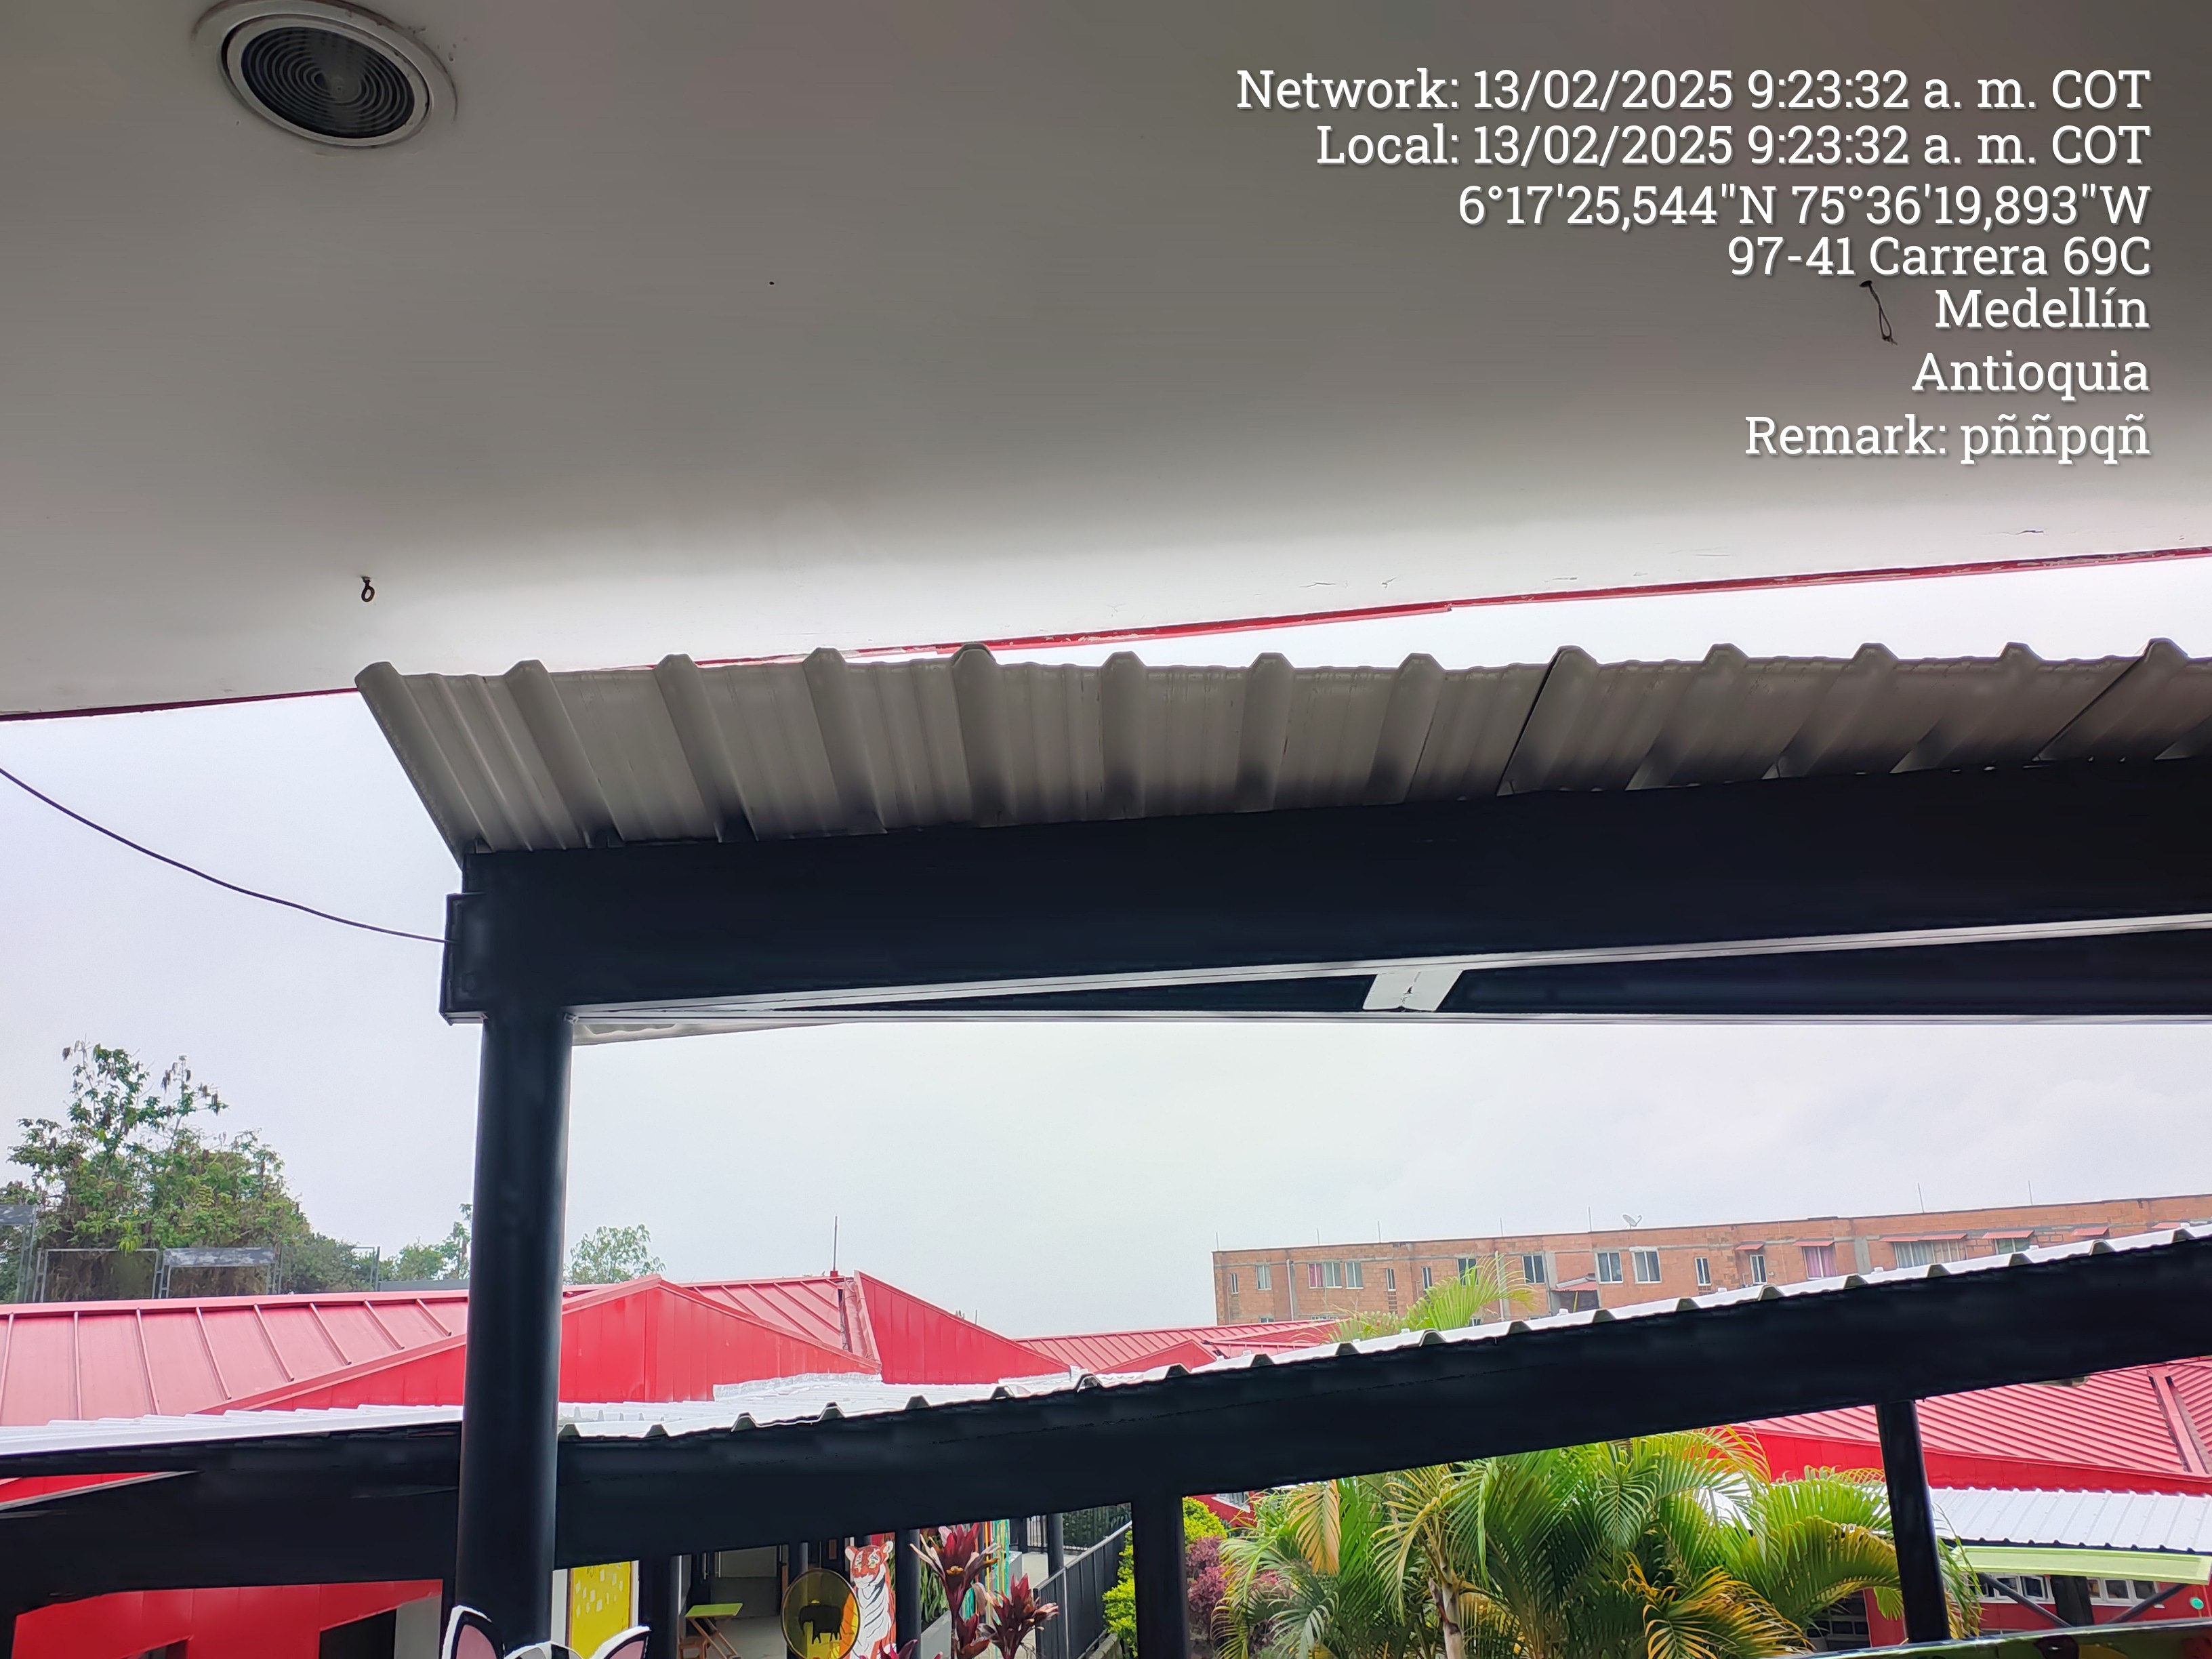 Network: 13/02/2025 9:23:32 a. m. COT
Local: 13/02/2025 9:23:32 a. m. COT
6°17'25,544"N 75°36'19,893"W
97-41 Carrera 69C
Medellín
Antioquia
Remark: pññpqñ